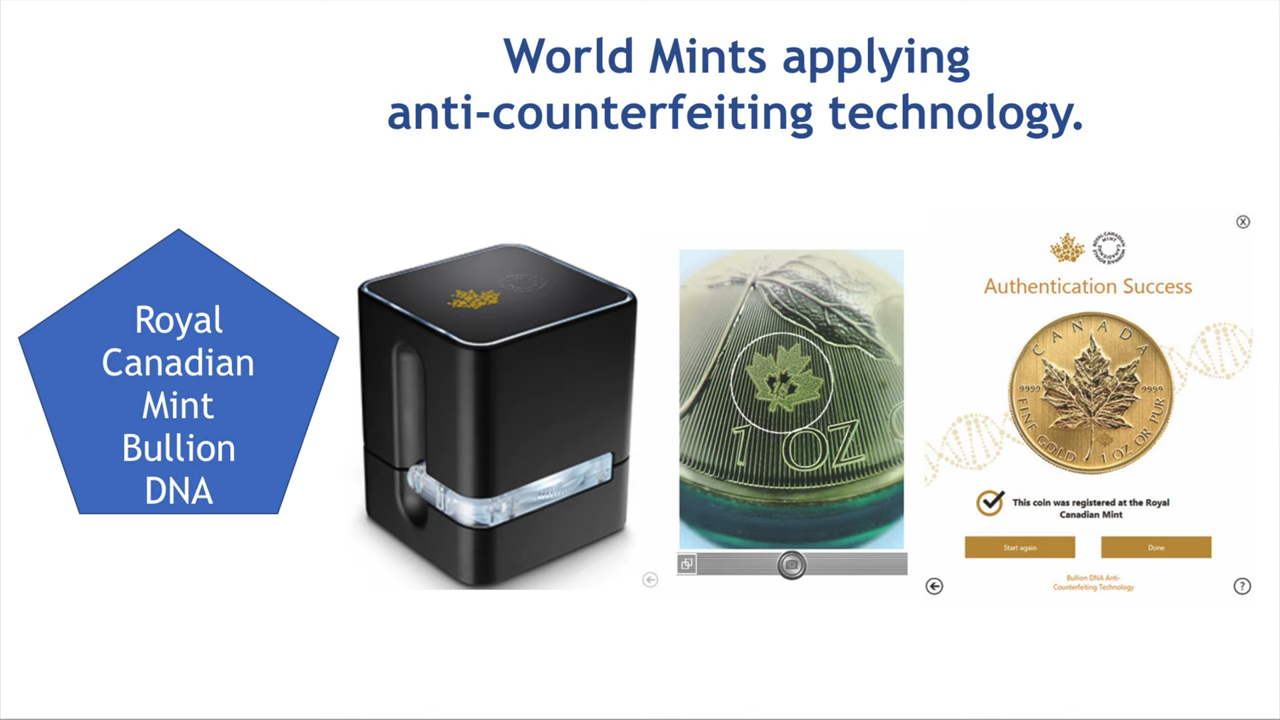 World Mints applying
anti-counterfeiting technology.
Royal
Canadian
Mint
Bullion
DNA
1 OZ
Authentication Success
CANADA
9999
9999
FINE GOLD 1 OZ OR PUR
This coin was registered at the Royal
Canadian Mint
Start again
Done
Bullion DNA Anti-
Counterfeiting Technology
?